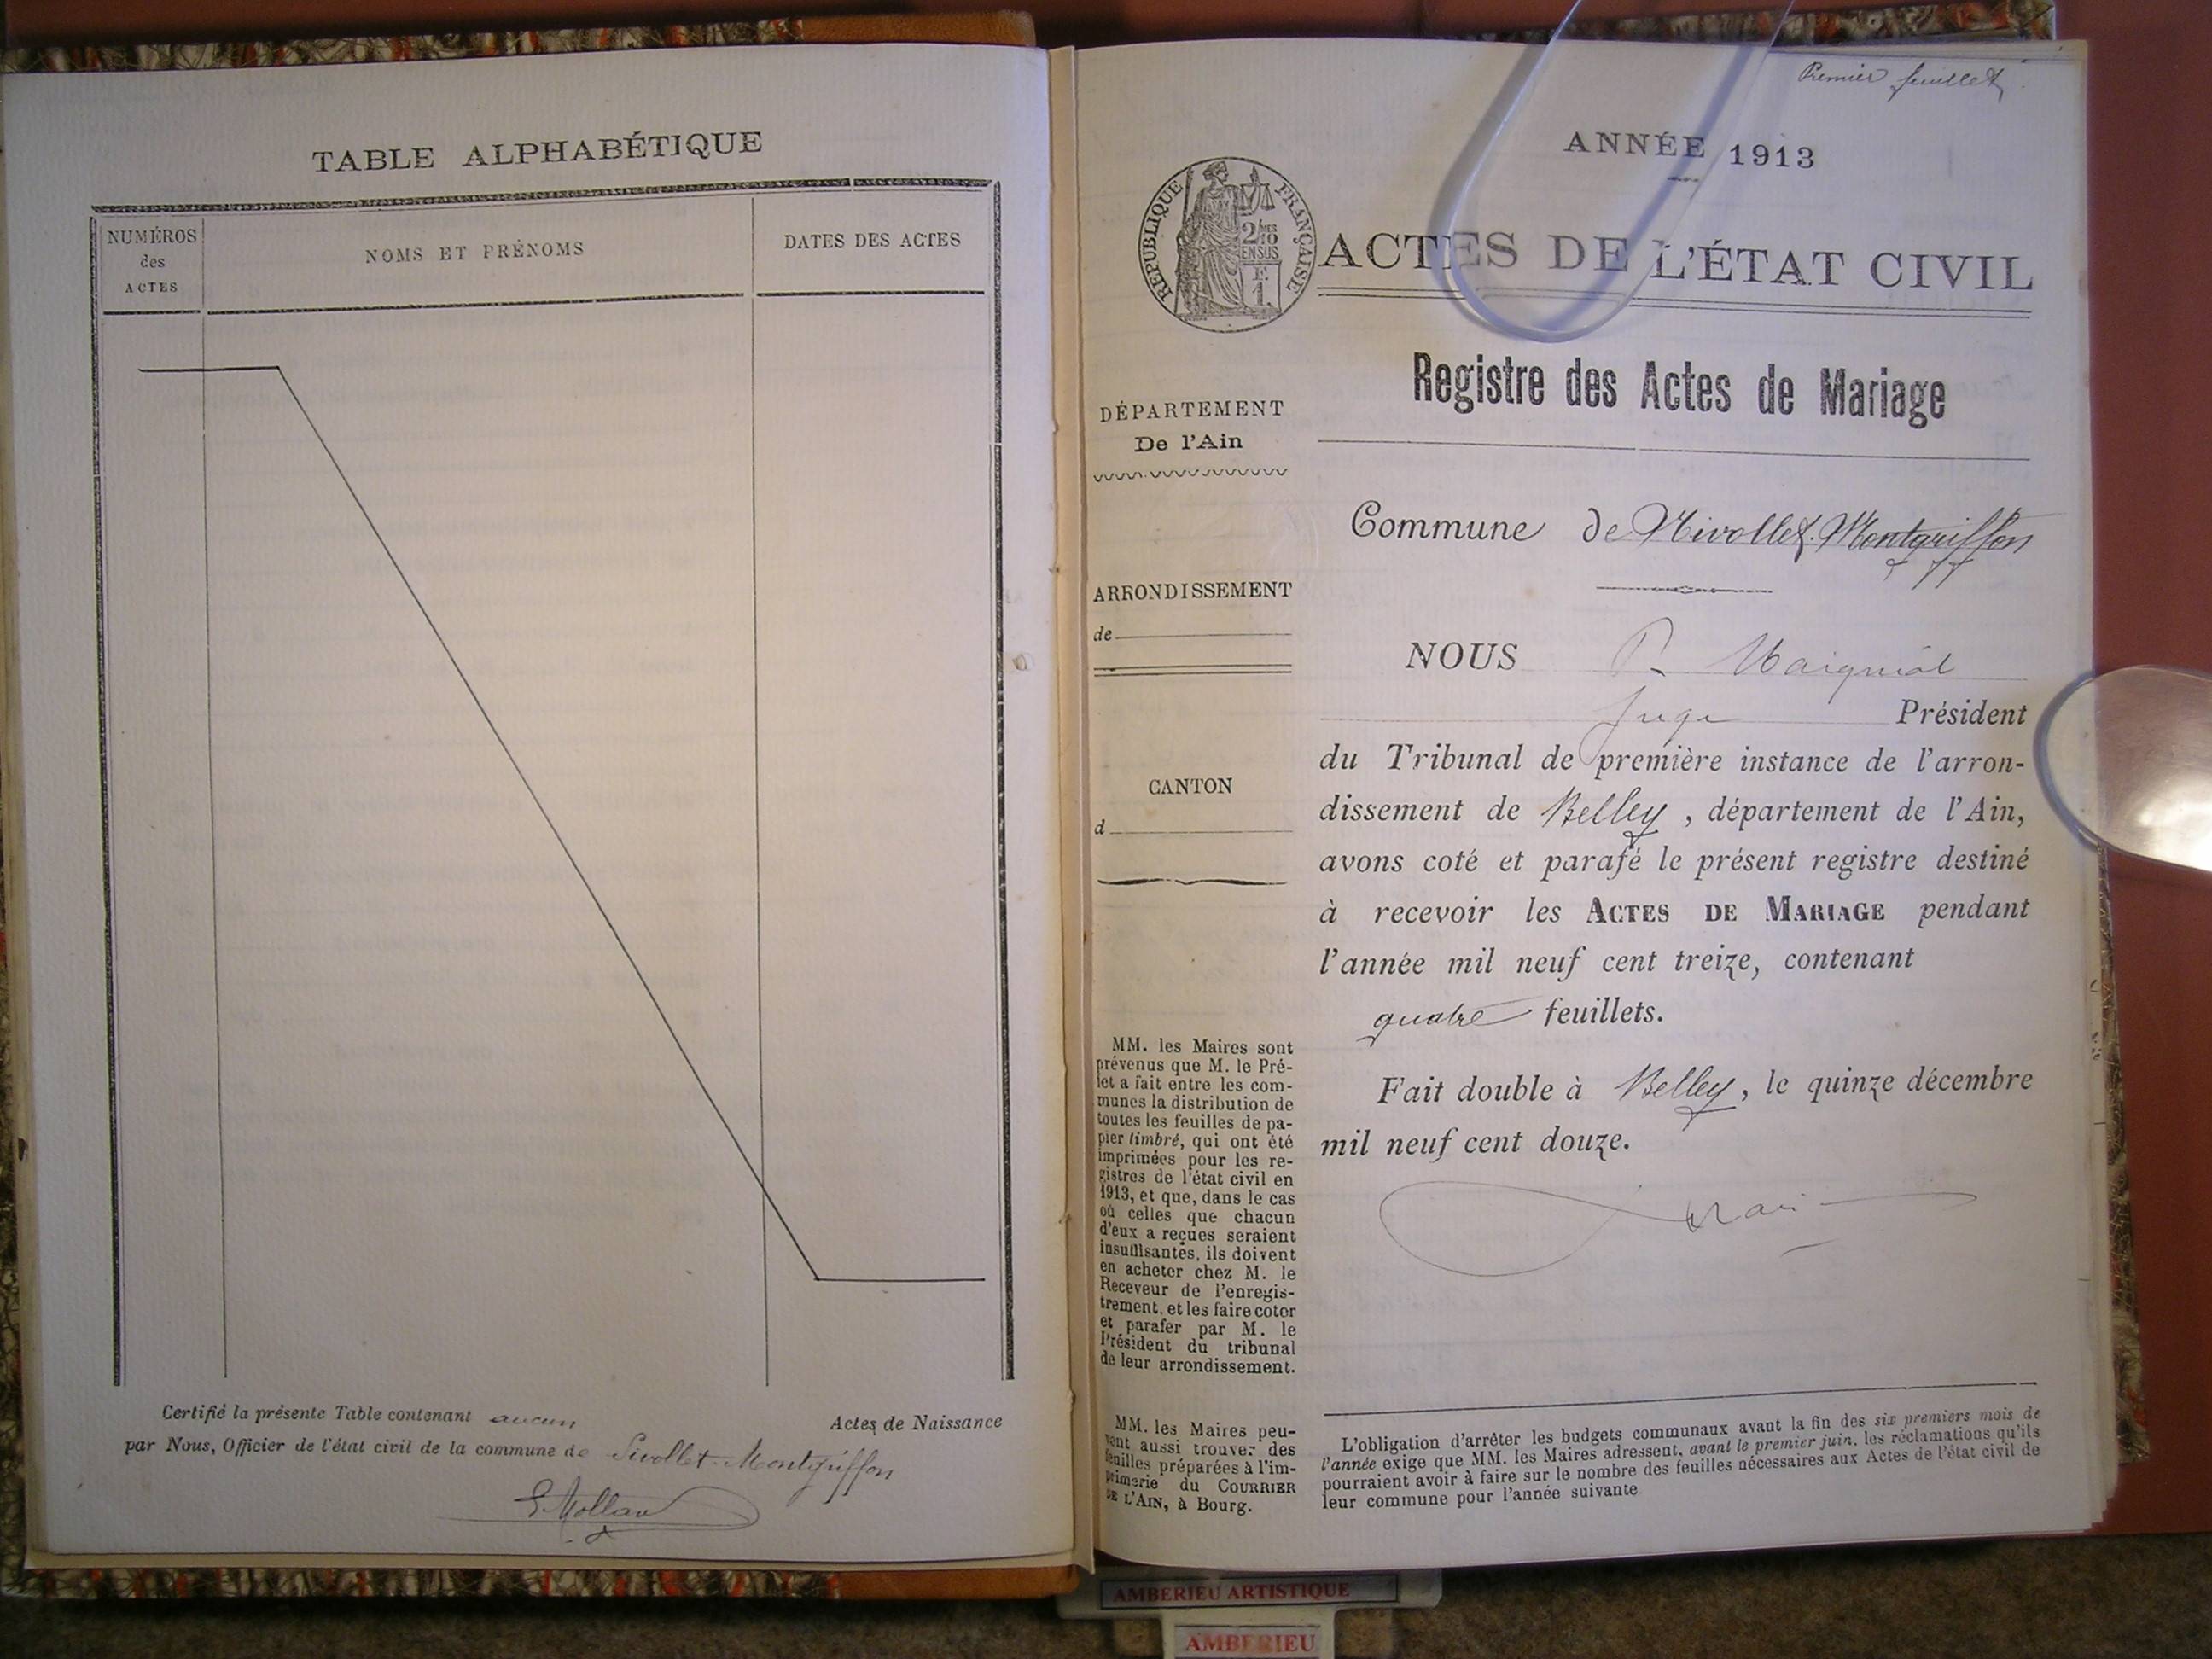 TABLE ALPHABÉTIQUE
NUMÉROS
des
ACTES
NOMS ET PRÉNOMS
DATES DES ACTES
Certifié la présente Table contenant aucun Actes de Naissance
par Nous, Officier de l'état civil de la commune de Nivollet-Montgriffon
Premier feuillet
ANNÉE 1913
RÉPUBLIQUE FRANÇAISE
2/10 MES
EN SUS
F
1
ACTES DE L'ÉTAT CIVIL
Registre des Actes de Mariage
DÉPARTEMENT
De l'Ain
Commune de Nivollet-Montgriffon
ARRONDISSEMENT
de
CANTON
d
NOUS P.
Juge Président
du Tribunal de première instance de l'arron-
dissement de Belley, département de l'Ain,
avons coté et parafé le présent registre destiné
à recevoir les ACTES DE MARIAGE pendant
l'année mil neuf cent treize, contenant
quatre feuillets.
Fait double à Belley, le quinze décembre
mil neuf cent douze.
MM. les Maires sont
prévenus que M. le Pré-
fet a fait entre les com-
munes la distribution de
toutes les feuilles de pa-
pier timbré, qui ont été
imprimées pour les re-
gistres de l'état civil en
1913, et que, dans le cas
où celles que chacun
d'eux a reçues seraient
insuffisantes, ils doivent
en acheter chez M. le
Receveur de l'enregis-
trement, et les faire coter
et parafer par M. le
Président du tribunal
de leur arrondissement.
MM. les Maires peu-
vent aussi trouver des
feuilles préparées à l'im-
primerie du COURRIER
DE L'AIN, à Bourg.
L'obligation d'arrêter les budgets communaux avant la fin des six premiers mois de
l'année exige que MM. les Maires adressent, avant le premier juin, les réclamations qu'ils
pourraient avoir à faire sur le nombre des feuilles nécessaires aux Actes de l'état civil de
leur commune pour l'année suivante
AMBERIEU ARTISTIQUE
AMBERIEU